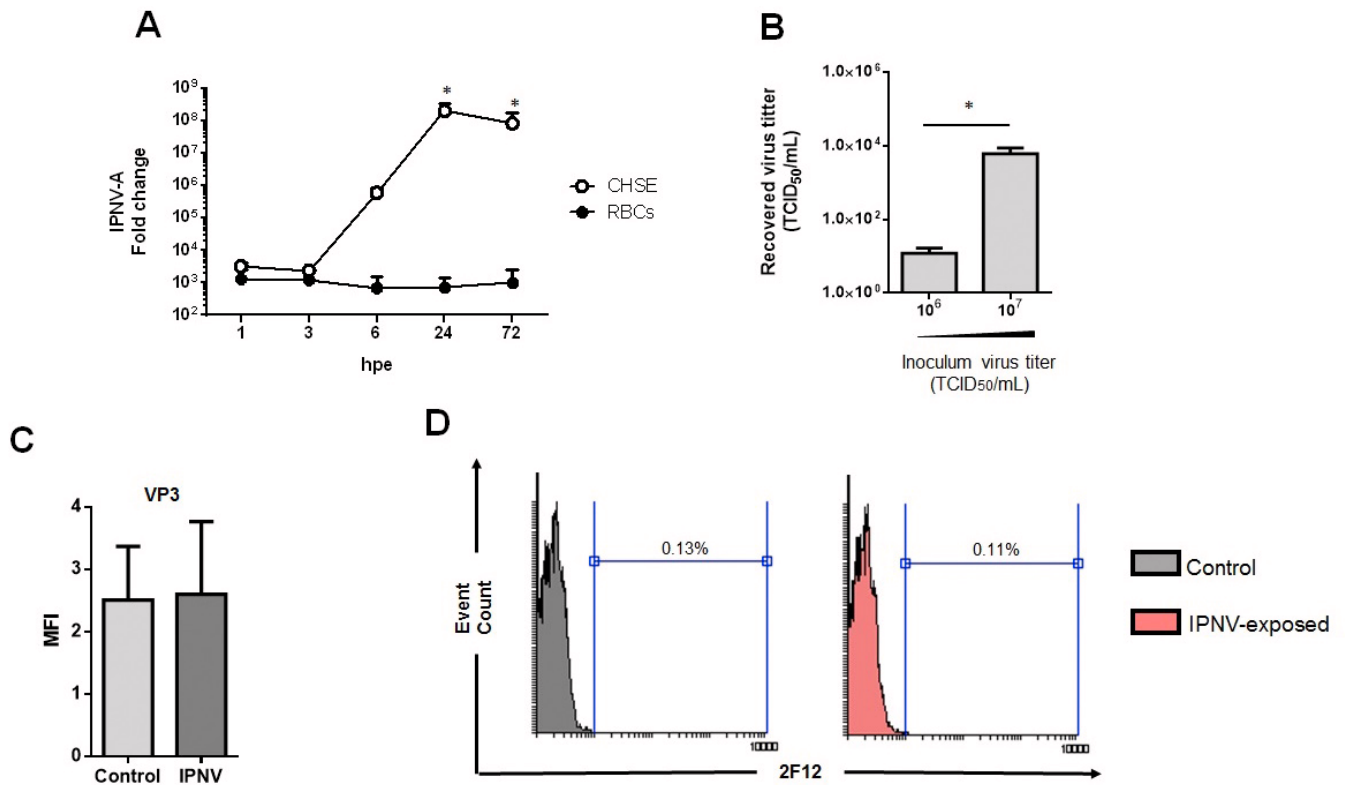 A
IPNV-A
Fold change
10⁹
10⁸
10⁷
10⁶
10⁵
10⁴
10³
10²
*
*
1 3 6 24 72
hpe
CHSE
RBCs
B
Recovered virus titter
(TCID₅₀/mL)
1.0×10⁶
1.0×10⁴
1.0×10²
1.0×10⁰
*
10⁶ 10⁷
Inoculum virus titer
(TCID50/mL)
C
VP3
MFI
4
3
2
1
0
Control IPNV
D
Event
Count
0.13%
0.11%
2F12
Control
IPNV-exposed